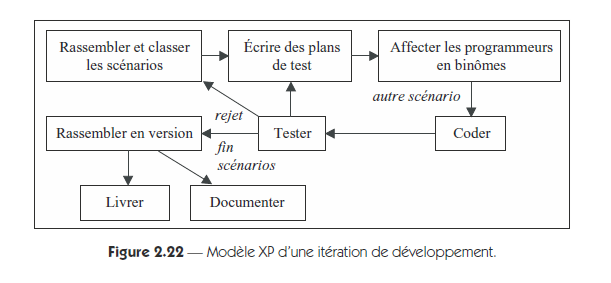 Rassembler et classer
les scénarios
Écrire des plans
de test
Affecter les programmeurs
en binômes
autre scénario
rejet
Rassembler en version
Tester
Coder
fin
scénarios
Livrer
Documenter
Figure 2.22 — Modèle XP d'une itération de développement.